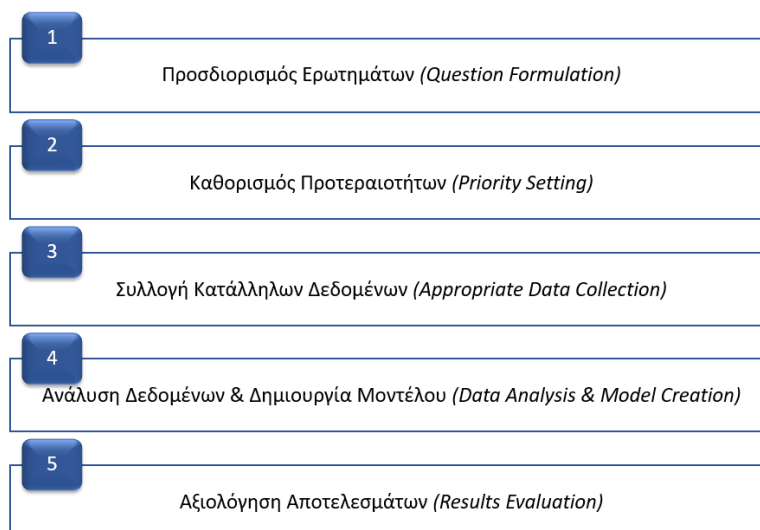 1
Προσδιορισμός Ερωτημάτων (Question Formulation)
2
Καθορισμός Προτεραιοτήτων (Priority Setting)
3
Συλλογή Κατάλληλων Δεδομένων (Appropriate Data Collection)
4
Ανάλυση Δεδομένων & Δημιουργία Μοντέλου (Data Analysis & Model Creation)
5
Αξιολόγηση Αποτελεσμάτων (Results Evaluation)